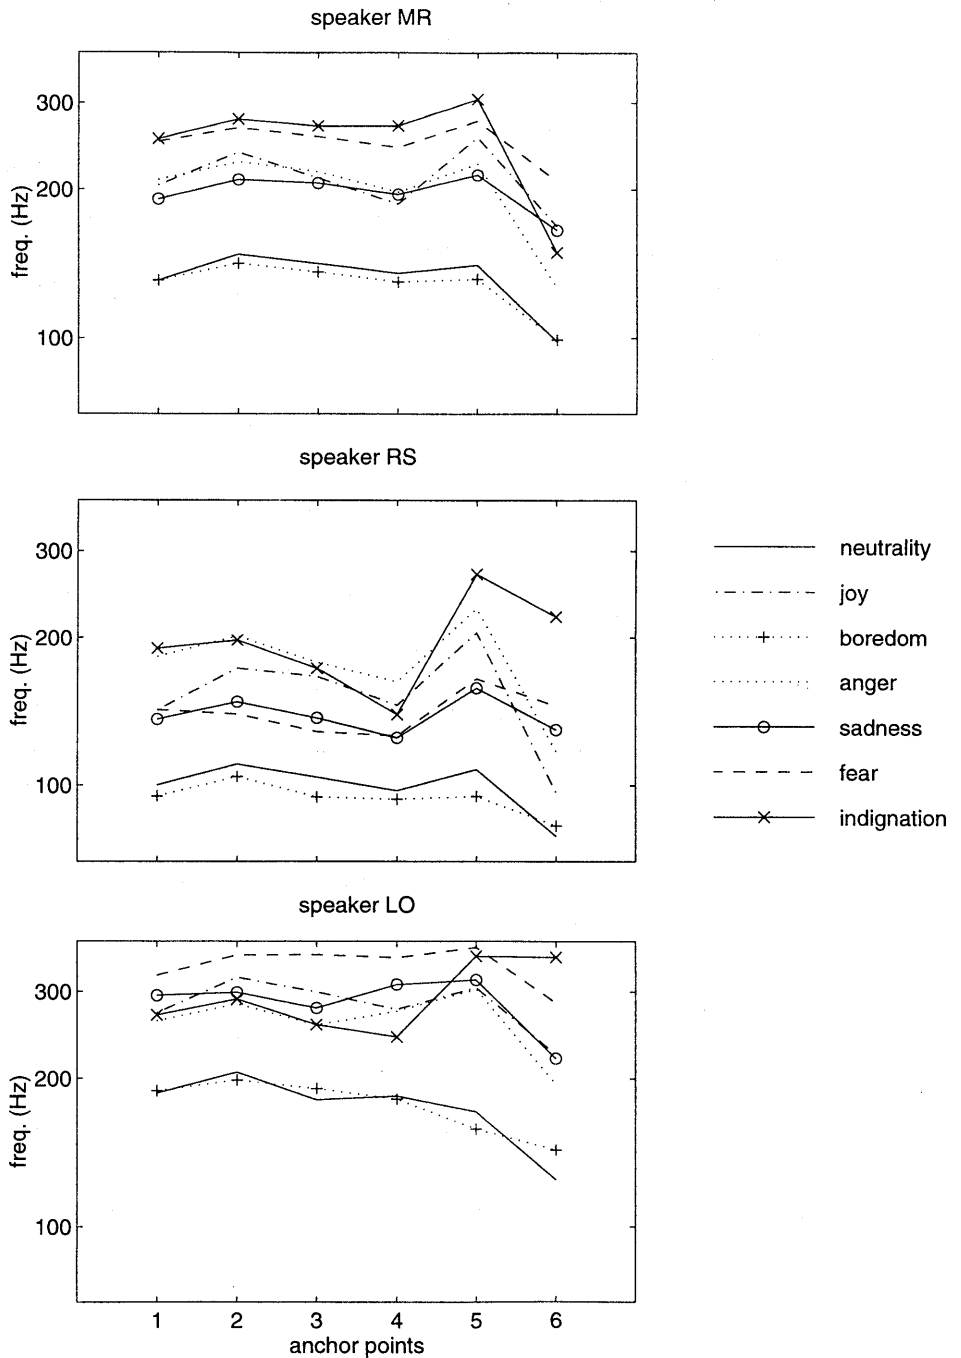 speaker MR
300
200
100
freq. (Hz)
speaker RS
300
200
100
freq. (Hz)
neutrality
joy
boredom
anger
sadness
fear
indignation
speaker LO
300
200
100
freq. (Hz)
1 2 3 4 5 6
anchor points